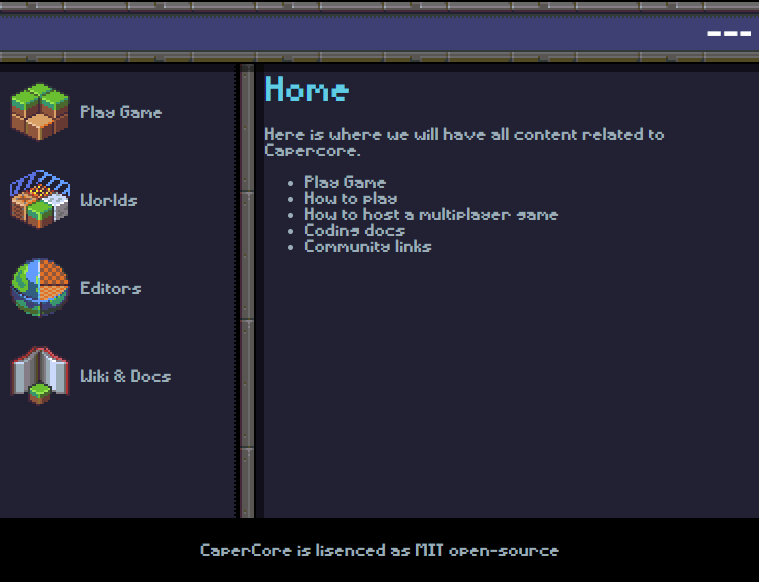 ---
Play Game
Worlds
Editors
Wiki & Docs
Home
Here is where we will have all content related to
Capercore.
• Play Game
• How to play
• How to host a multiplayer game
• Coding docs
• Community links
CaperCore is lisenced as MIT open-source